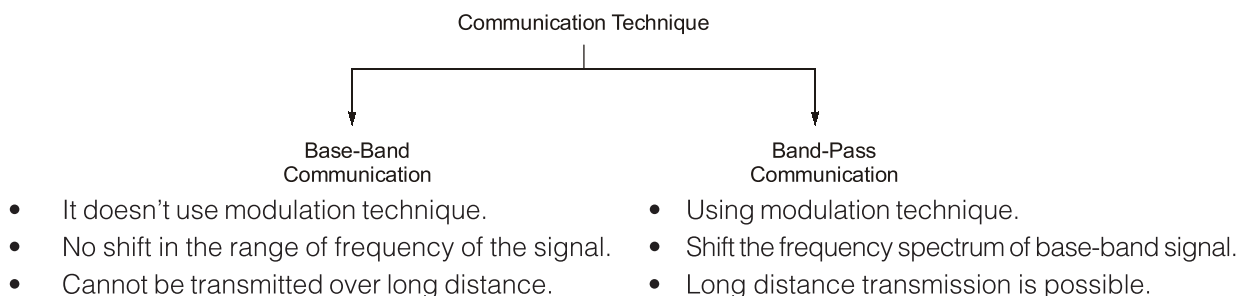 Communication Technique
Base-Band
Communication
• It doesn't use modulation technique.
• No shift in the range of frequency of the signal.
• Cannot be transmitted over long distance.
Band-Pass
Communication
• Using modulation technique.
• Shift the frequency spectrum of base-band signal.
• Long distance transmission is possible.